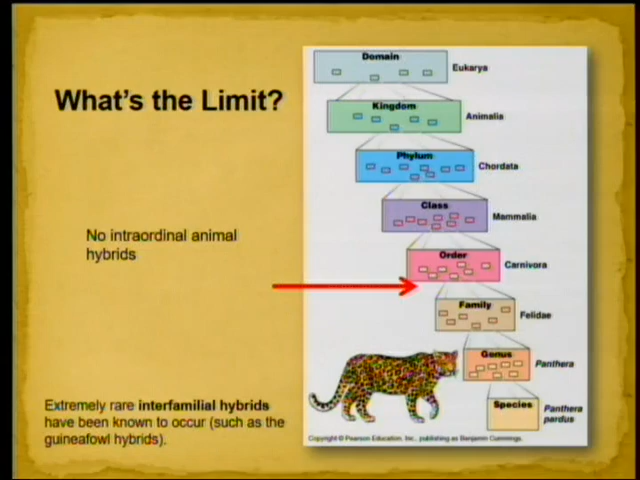 What's the Limit?
No intraordinal animal
hybrids
Extremely rare interfamilial hybrids
have been known to occur (such as the
guineafowl hybrids).
Domain
Eukarya
Kingdom
Animalia
Phylum
Chordata
Class
Mammalia
Order
Carnivora
Family
Felidae
Genus
Panthera
Species
Panthera
pardus
Copyright © Pearson Education, Inc., publishing as Benjamin Cummings.